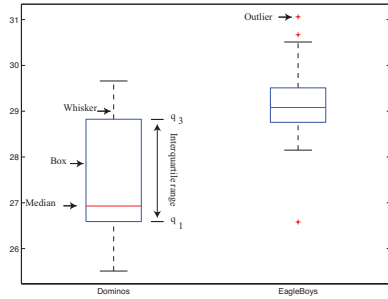 31
30
29
28
27
26
Outlier
Whisker
q 3
Box
Interquartile range
Median
q 1
Dominos
EagleBoys